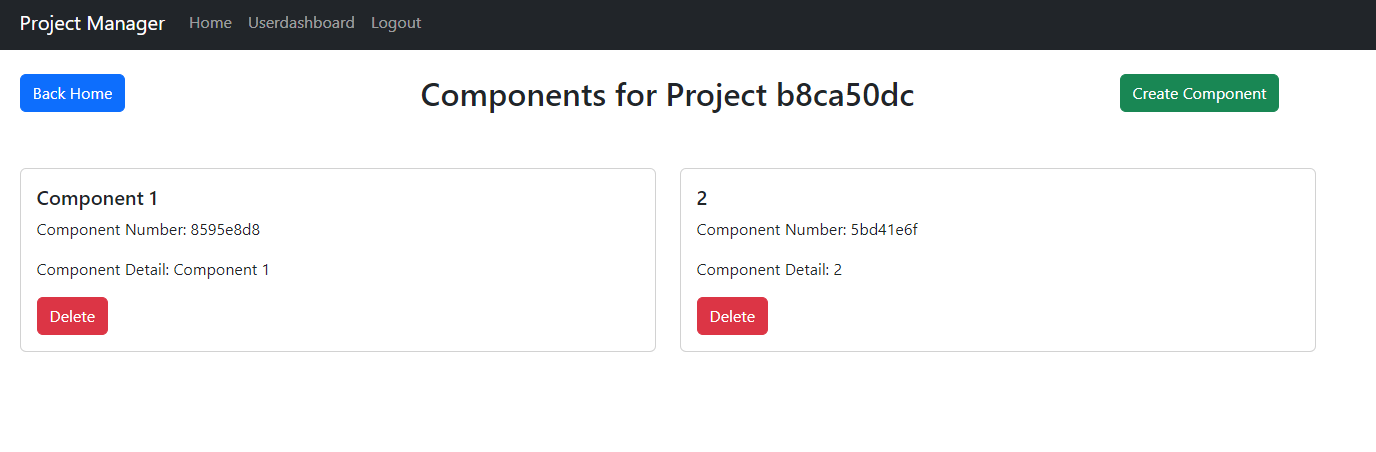 Project Manager Home Userdashboard Logout
Back Home
Components for Project b8ca50dc
Create Component
Component 1
Component Number: 8595e8d8
Component Detail: Component 1
Delete
2
Component Number: 5bd41e6f
Component Detail: 2
Delete